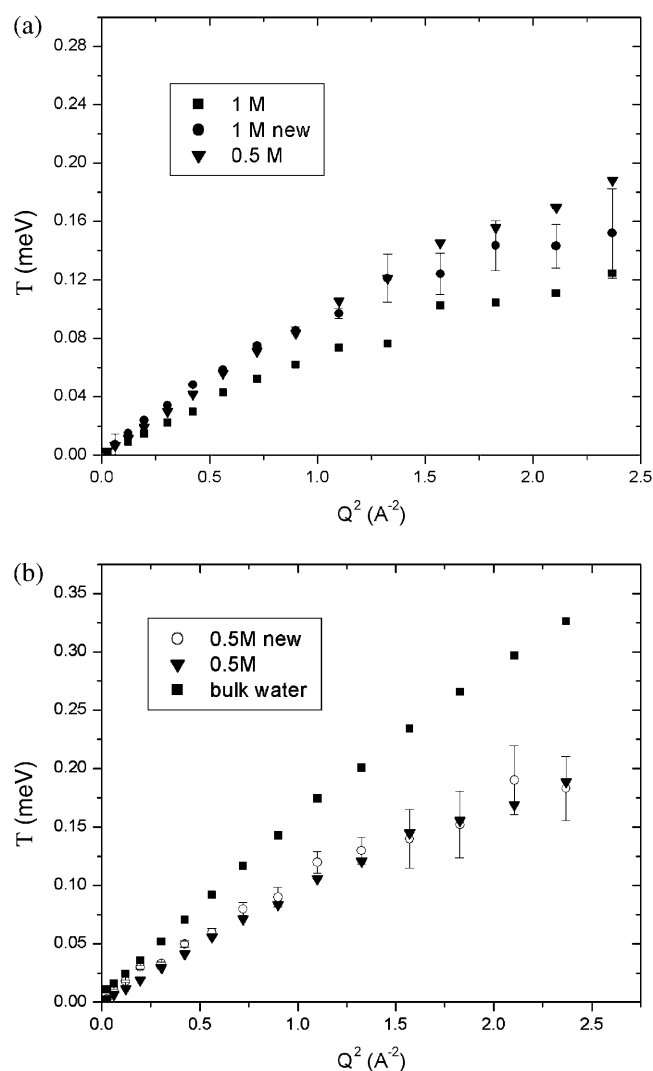 (a)
0.28
0.24
0.20
0.16
0.12
0.08
0.04
0.00
T (meV)
1 M
1 M new
0.5 M
0.0 0.5 1.0 1.5 2.0 2.5
Q² (A⁻²)
(b)
0.35
0.30
0.25
0.20
0.15
0.10
0.05
0.00
T (meV)
0.5M new
0.5M
bulk water
0.0 0.5 1.0 1.5 2.0 2.5
Q² (A⁻²)